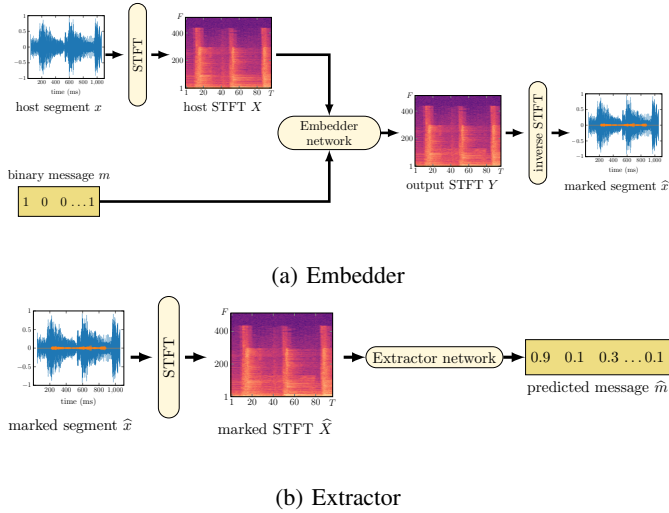 1
0.5
0
−0.5
−1
200 400 600 800 1,000
time (ms)
host segment x
STFT
F
400
200
1
1 20 40 60 80 T
host STFT X
Embedder
network
binary message m
1 0 0 … 1
F
400
200
1
1 20 40 60 80 T
output STFT Y
inverse STFT
1
0.5
0
−0.5
−1
200 400 600 800 1,000
time (ms)
marked segment x̂
(a) Embedder
1
0.5
0
−0.5
−1
200 400 600 800 1,000
time (ms)
marked segment x̂
STFT
F
400
200
1
1 20 40 60 80 T
marked STFT X̂
Extractor network
0.9 0.1 0.3 … 0.1
predicted message m̂
(b) Extractor